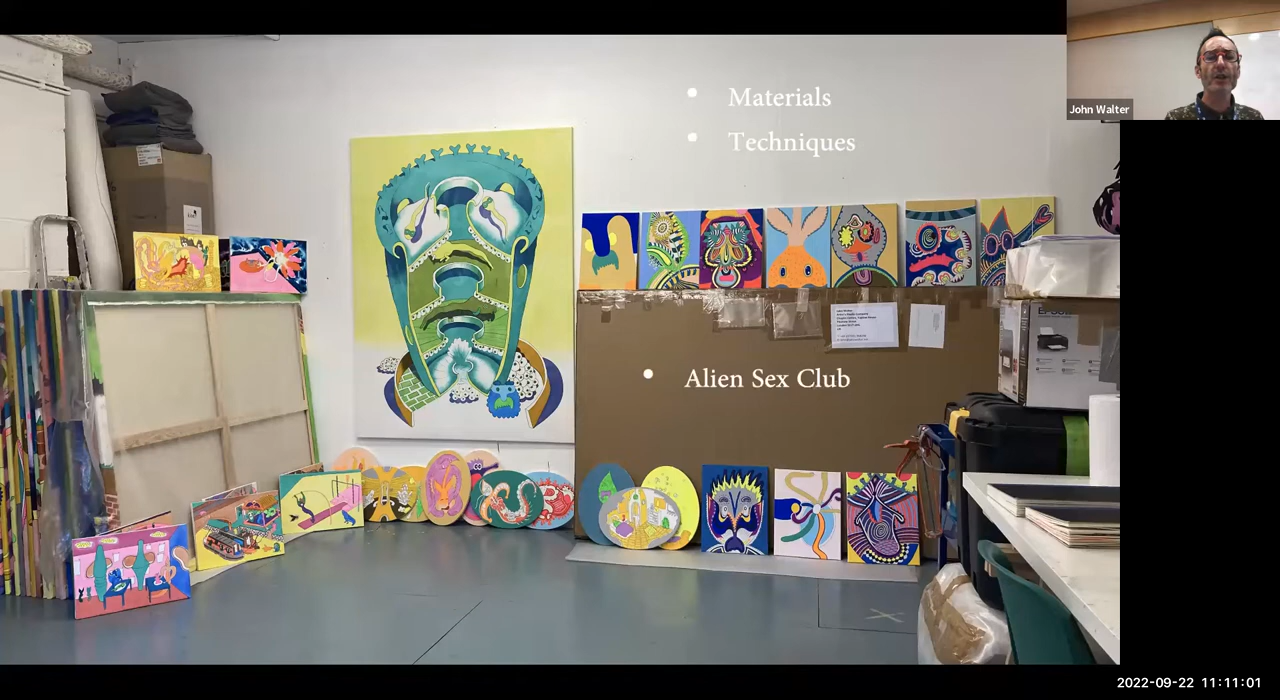 • Materials
• Techniques
John Walter
• Alien Sex Club
2022-09-22 11:11:01